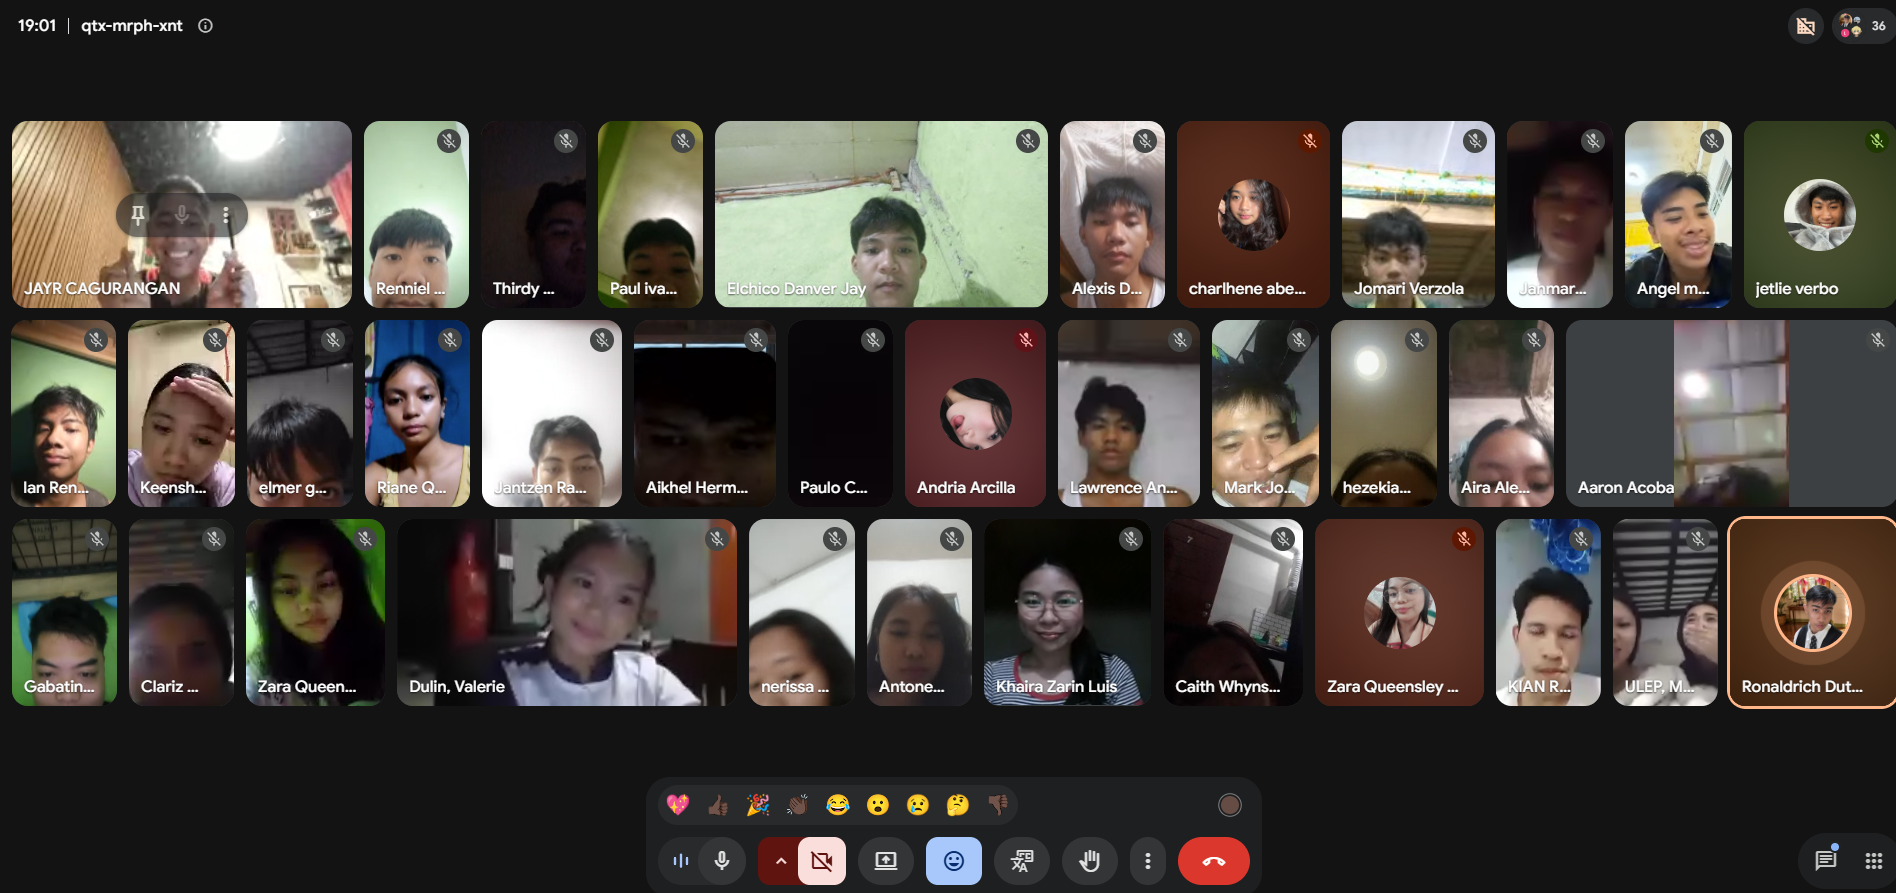 19:01 | qtx-mrph-xnt
36
JAYR CAGURANGAN
Renniel ...
Thirdy ...
Paul iva...
Elchico Danver Jay
Alexis D...
charlhene abe...
Jomari Verzola
Janmar...
Angel m...
jetlie verbo
Ian Ren...
Keensh...
elmer g...
Riane Q...
Jantzen Ra...
Aikhel Herm...
Paulo C...
Andria Arcilla
Lawrence An...
Mark Jo...
hezekia...
Aira Ale...
Aaron Acoba
Gabatin...
Clariz ...
Zara Queen...
Dulin, Valerie
nerissa ...
Antone...
Khaira Zarin Luis
Caith Whyns...
Zara Queensley ...
KIAN R...
ULEP, M...
Ronaldrich Dut...